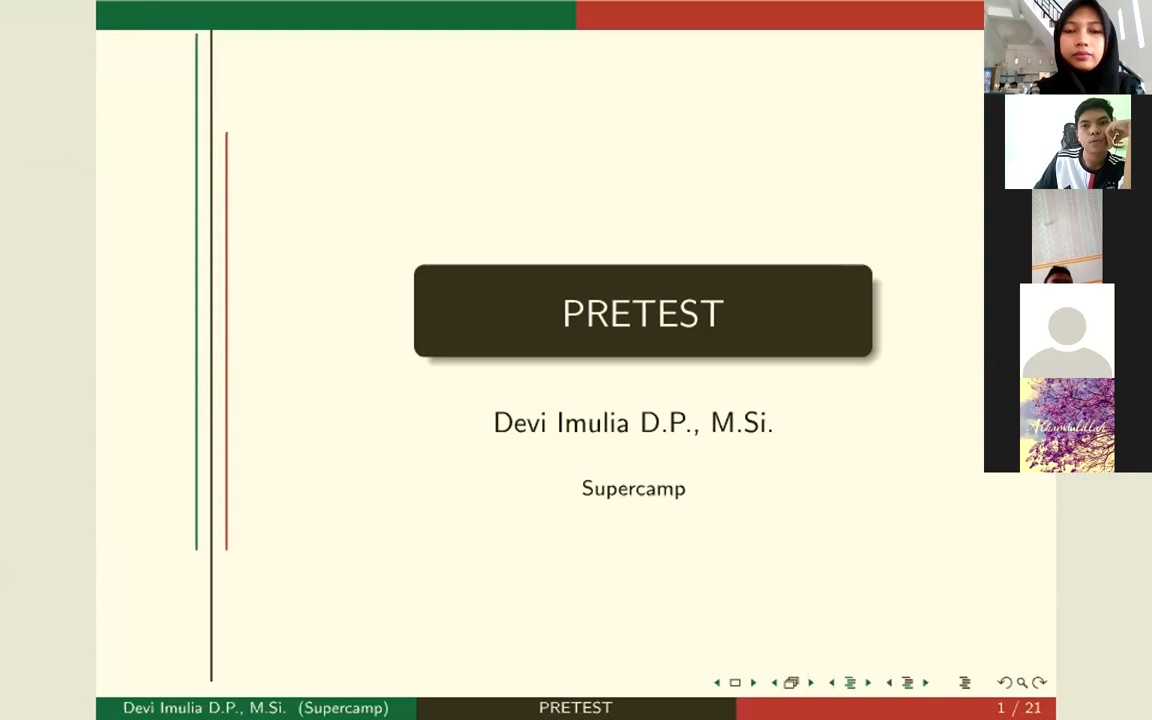 PRETEST
Devi Imulia D.P., M.Si.
Supercamp
Devi Imulia D.P., M.Si. (Supercamp)
PRETEST
1 / 21